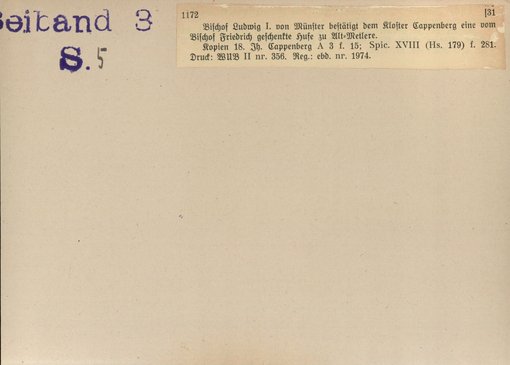 Beiband 3
S. 5
1172 [31
Bischof Ludwig I. von Münster bestätigt dem Kloster Cappenberg eine vom
Bischof Friedrich geschenkte Hufe zu Alt-Metlere.
Kopien 18. Jh. Cappenberg A 3 f. 15; Spic. XVIII (Hs. 179) f. 281.
Druck: WUB II nr. 356. Reg.: ebd. nr. 1974.